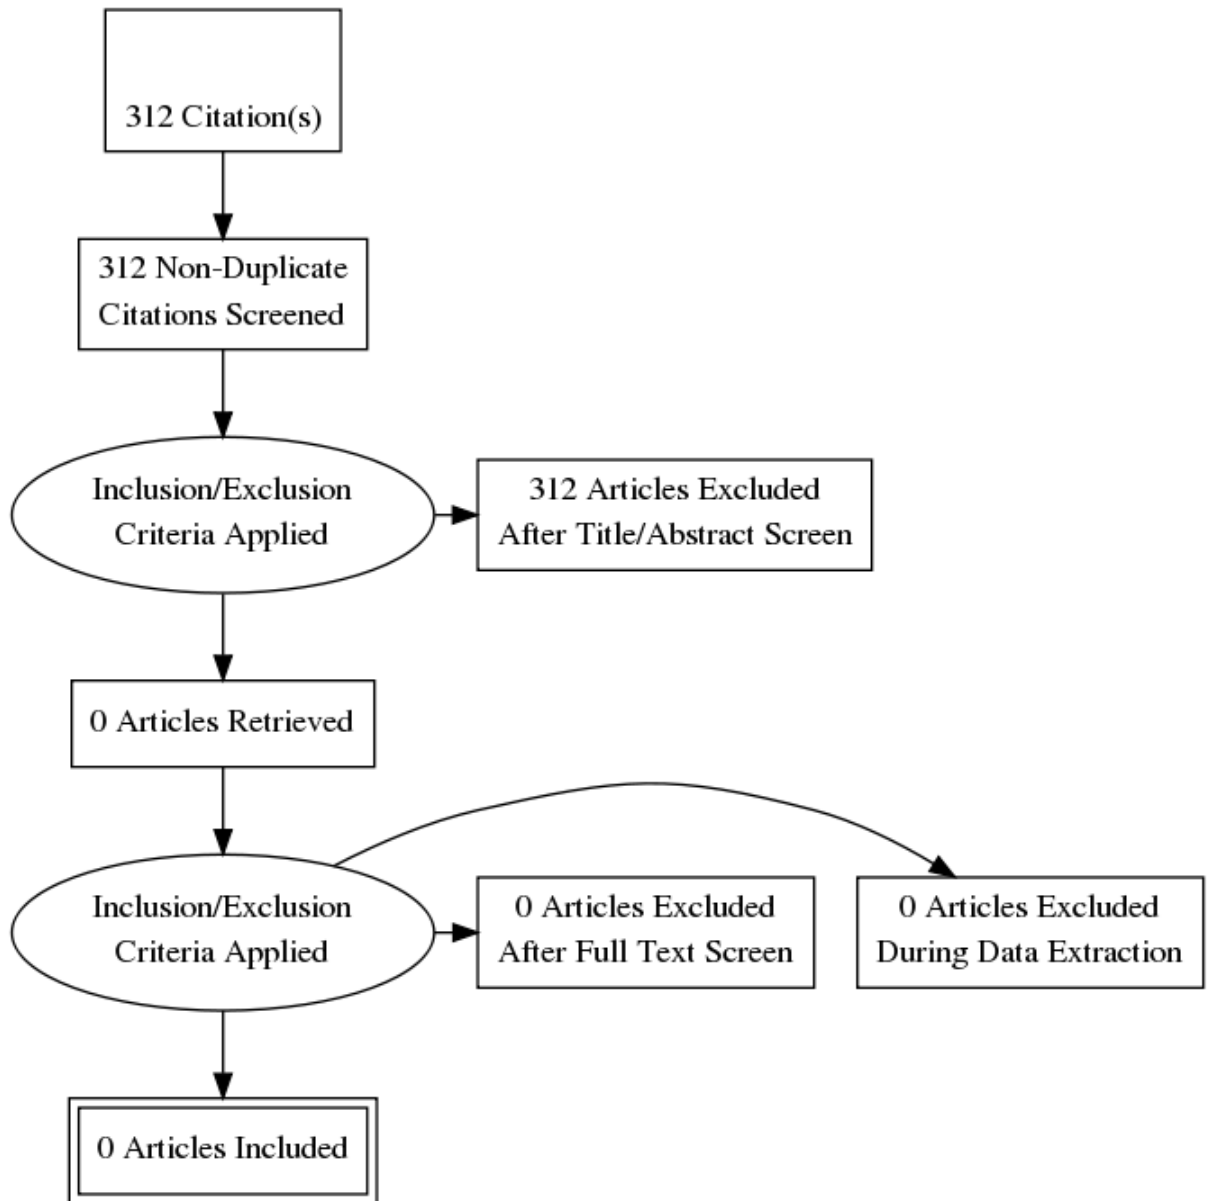 312 Citation(s)
312 Non-Duplicate
Citations Screened
Inclusion/Exclusion
Criteria Applied
312 Articles Excluded
After Title/Abstract Screen
0 Articles Retrieved
Inclusion/Exclusion
Criteria Applied
0 Articles Excluded
After Full Text Screen
0 Articles Excluded
During Data Extraction
0 Articles Included